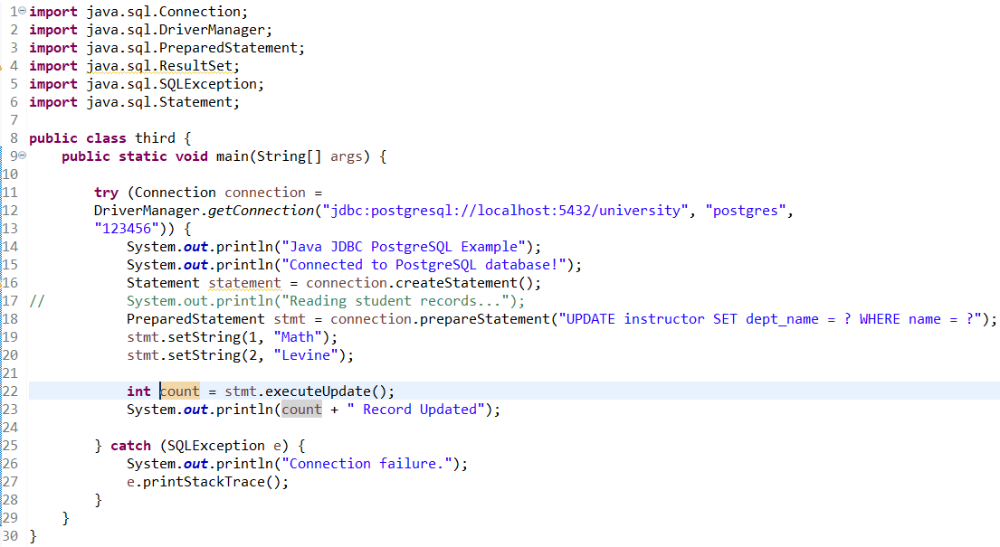 1 import java.sql.Connection;
2 import java.sql.DriverManager;
3 import java.sql.PreparedStatement;
4 import java.sql.ResultSet;
5 import java.sql.SQLException;
6 import java.sql.Statement;
7
8 public class third {
9     public static void main(String[] args) {
10
11         try (Connection connection =
12         DriverManager.getConnection("jdbc:postgresql://localhost:5432/university", "postgres",
13         "123456")) {
14             System.out.println("Java JDBC PostgreSQL Example");
15             System.out.println("Connected to PostgreSQL database!");
16             Statement statement = connection.createStatement();
17 //          System.out.println("Reading student records...");
18             PreparedStatement stmt = connection.prepareStatement("UPDATE instructor SET dept_name = ? WHERE name = ?");
19             stmt.setString(1, "Math");
20             stmt.setString(2, "Levine");
21
22             int count = stmt.executeUpdate();
23             System.out.println(count + " Record Updated");
24
25         } catch (SQLException e) {
26             System.out.println("Connection failure.");
27             e.printStackTrace();
28         }
29     }
30 }